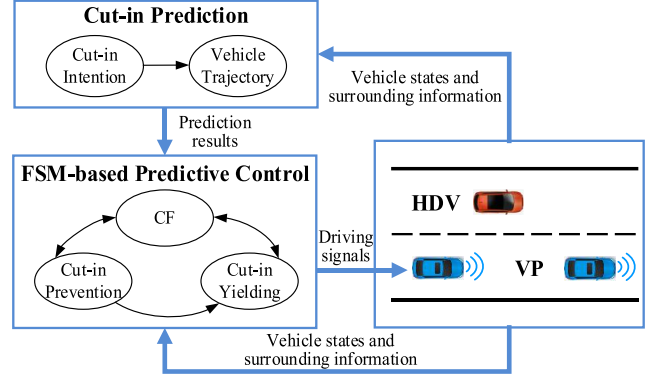 Cut-in Prediction
Cut-in
Intention
Vehicle
Trajectory
Vehicle states and
surrounding information
Prediction
results
FSM-based Predictive Control
CF
Cut-in
Prevention
Cut-in
Yielding
Driving
signals
HDV
VP
Vehicle states and
surrounding information